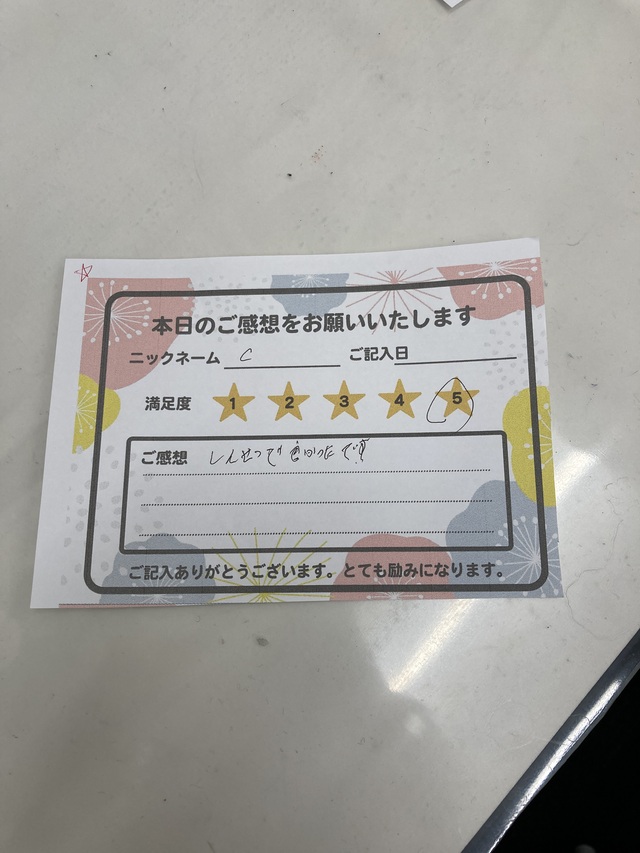 本日のご感想をお願いいたします
ニックネーム C ご記入日
満足度 1 2 3 4 5
ご感想 しんせつで良かったです
ご記入ありがとうございます。とても励みになります。